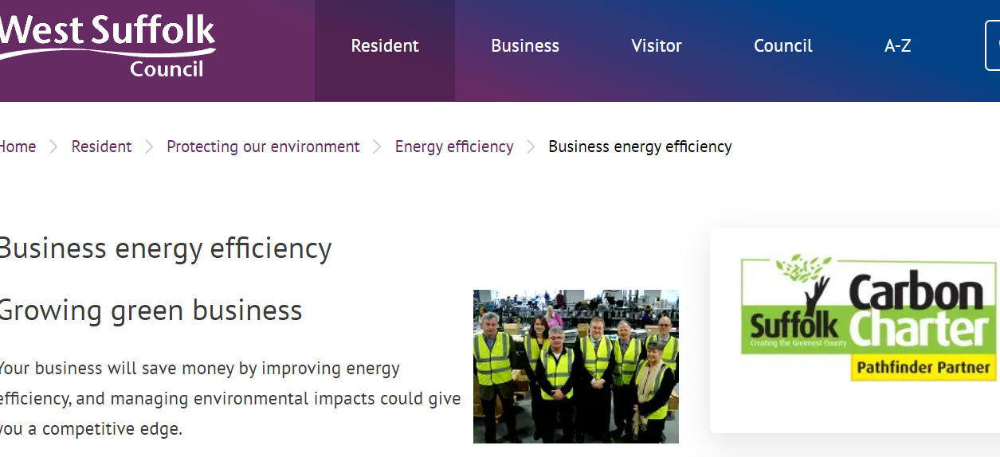 West Suffolk
Council
Resident Business Visitor Council A-Z
Home Resident Protecting our environment Energy efficiency Business energy efficiency
Business energy efficiency
Growing green business
Your business will save money by improving energy
efficiency, and managing environmental impacts could give
you a competitive edge.
Suffolk
Creating the Greenest County
Carbon
Charter
Pathfinder Partner